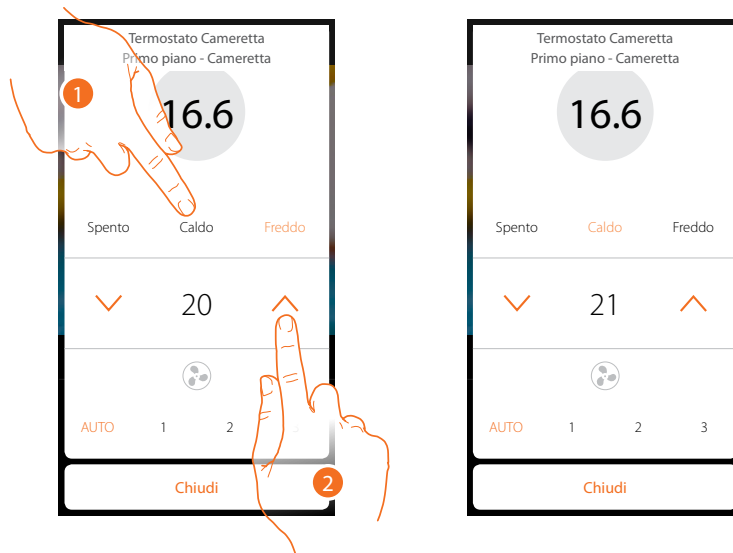 Termostato Cameretta
Primo piano - Cameretta
1
16.6
Spento Caldo Freddo
20
AUTO 1 2
Chiudi
2
Termostato Cameretta
Primo piano - Cameretta
16.6
Spento Caldo Freddo
21
AUTO 1 2 3
Chiudi